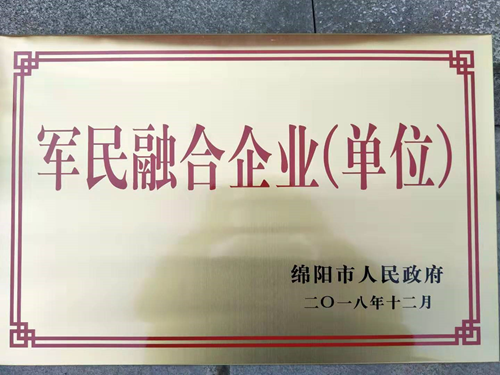 军民融合企业(单位)
绵阳市人民政府
二〇一八年十二月